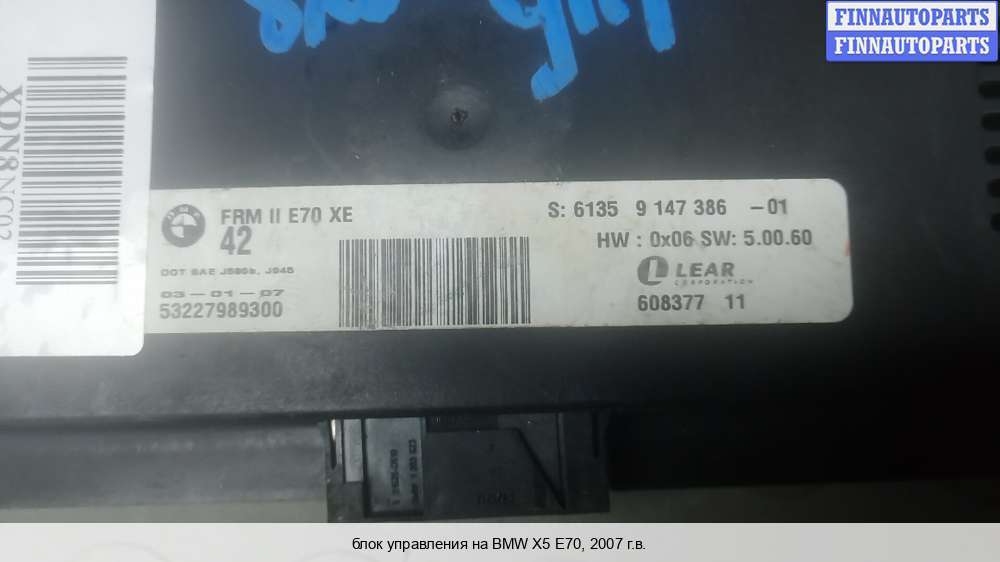 FINNAUTOPARTS
FINNAUTOPARTS
XDN8NC02
FRM II E70 XE
42
DOT SAE J586b, J945
03-01-07
53227989300
S: 6135 9 147 386 -01
HW : 0x06 SW: 5.00.60
LEAR
CORPORATION
608377 11
блок управления на BMW X5 E70, 2007 г.в.